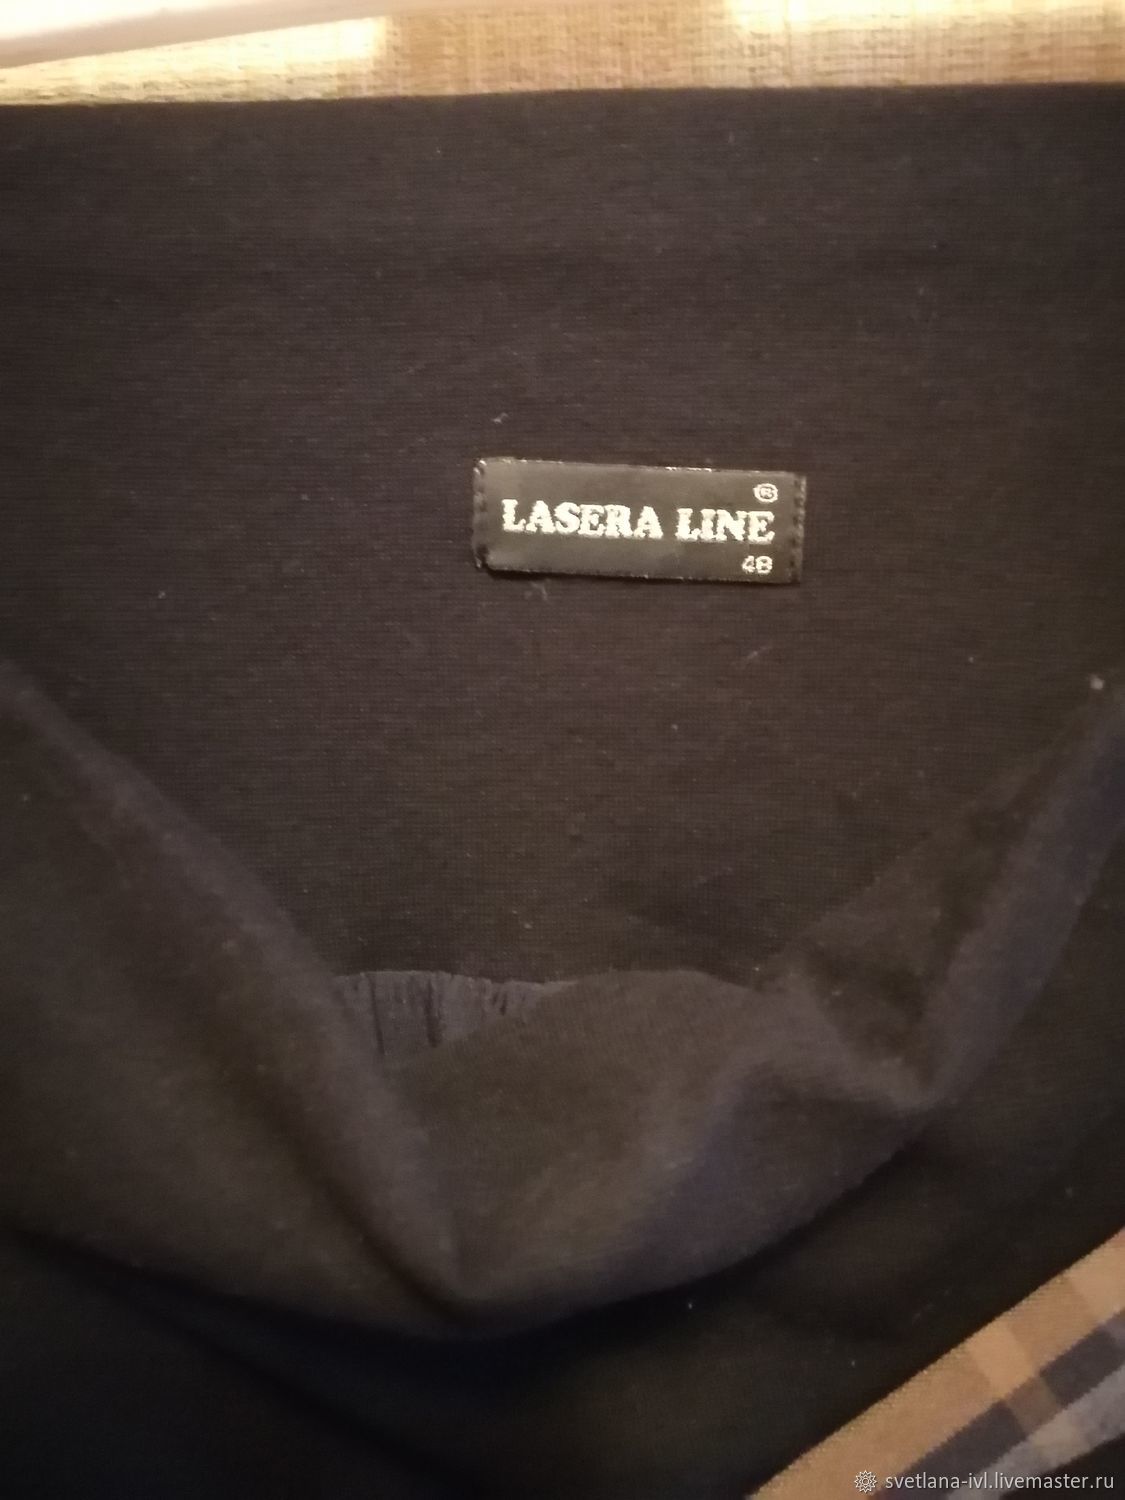 ®
LASERA LINE
48
svetlana-ivl.livemaster.ru